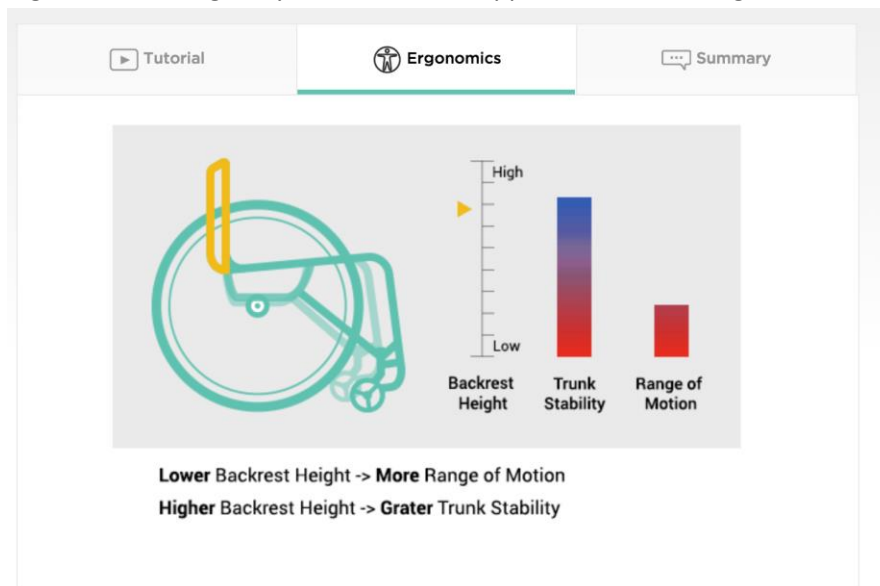 Tutorial
Ergonomics
Summary
High
Low
Backrest Height
Trunk Stability
Range of Motion
Lower Backrest Height -> More Range of Motion
Higher Backrest Height -> Grater Trunk Stability